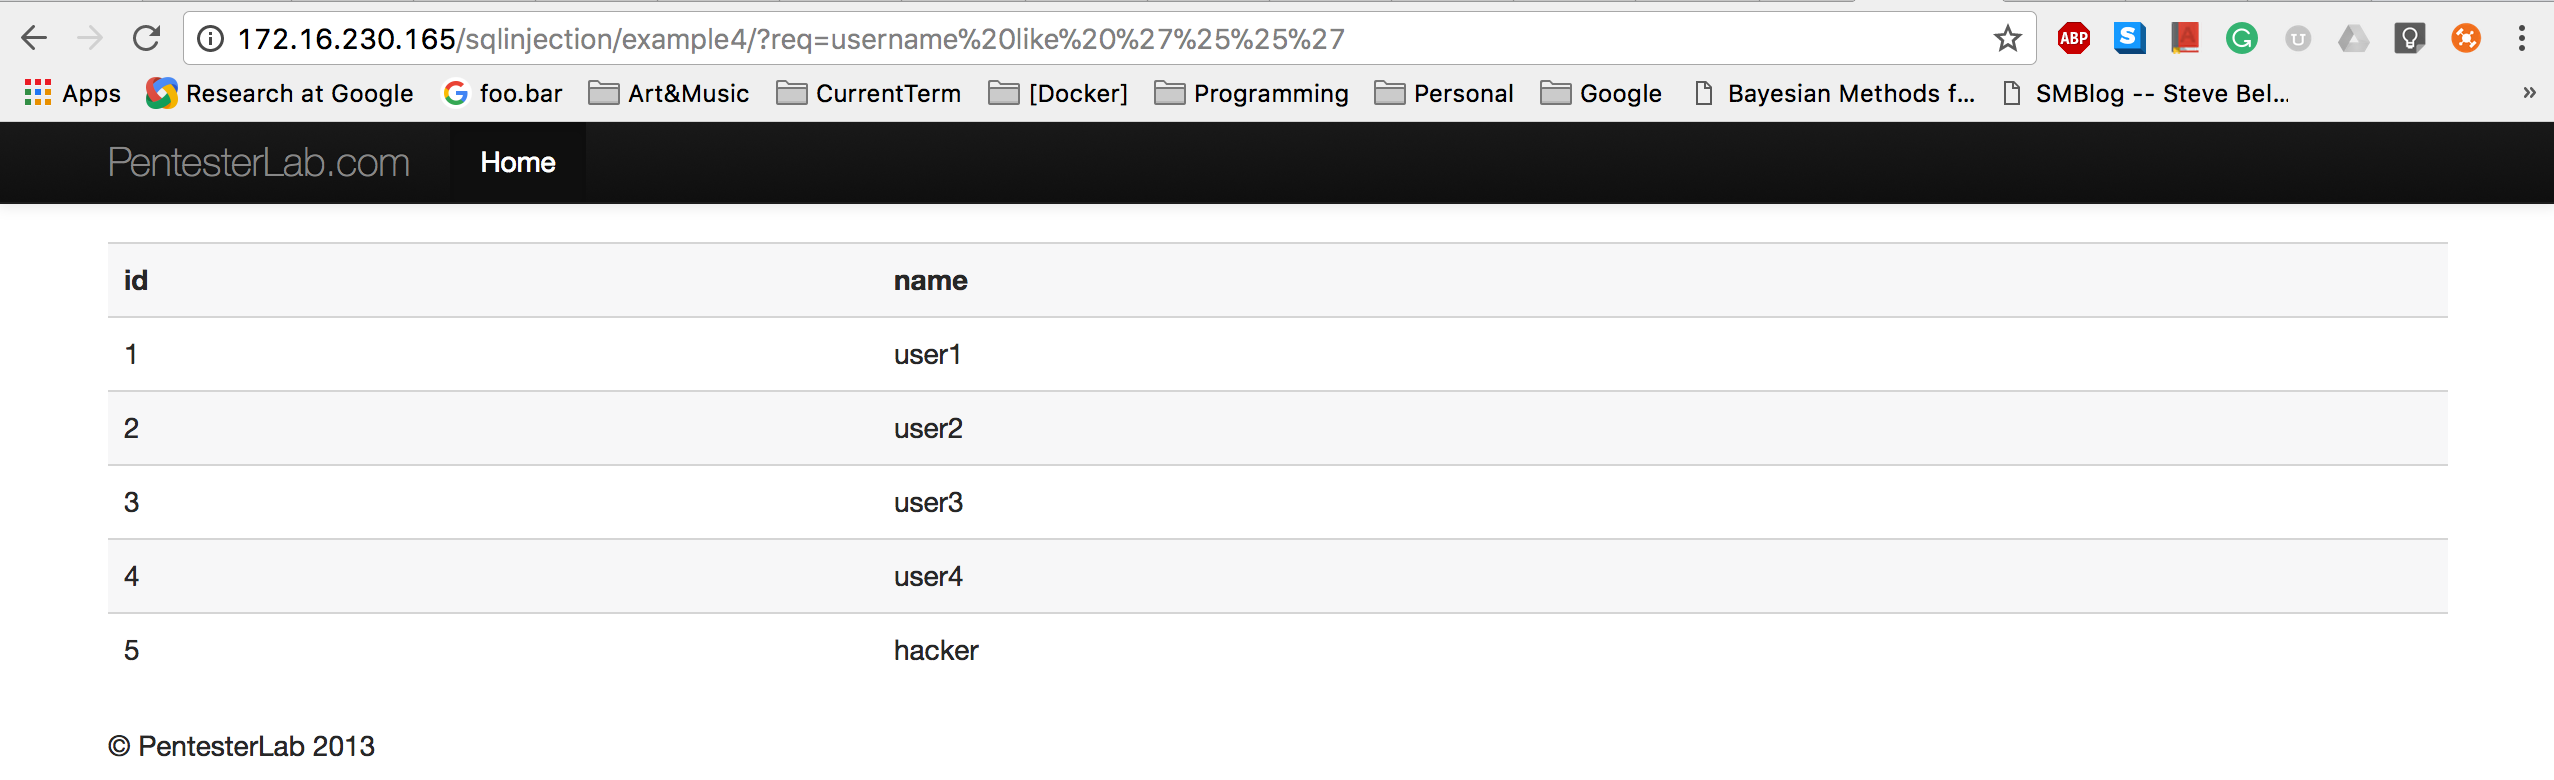 172.16.230.165/sqlinjection/example4/?req=username%20like%20%27%25%25%27
ABP S A G U
Apps Research at Google foo.bar Art&Music CurrentTerm [Docker] Programming Personal Google Bayesian Methods f... SMBlog -- Steve Bel... »
PentesterLab.com Home
id name
1 user1
2 user2
3 user3
4 user4
5 hacker
© PentesterLab 2013